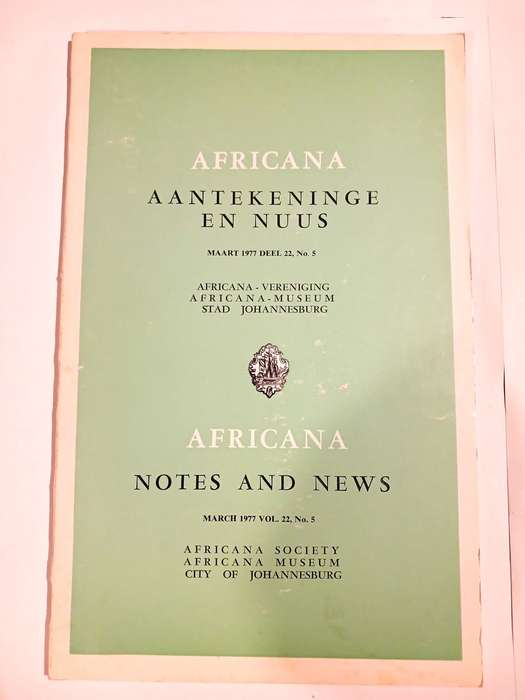 AFRICANA
AANTEKENINGE
EN NUUS
MAART 1977 DEEL 22, No. 5
AFRICANA - VERENIGING
AFRICANA - MUSEUM
STAD JOHANNESBURG
AFRICANA
NOTES AND NEWS
MARCH 1977 VOL. 22, No. 5
AFRICANA SOCIETY
AFRICANA MUSEUM
CITY OF JOHANNESBURG